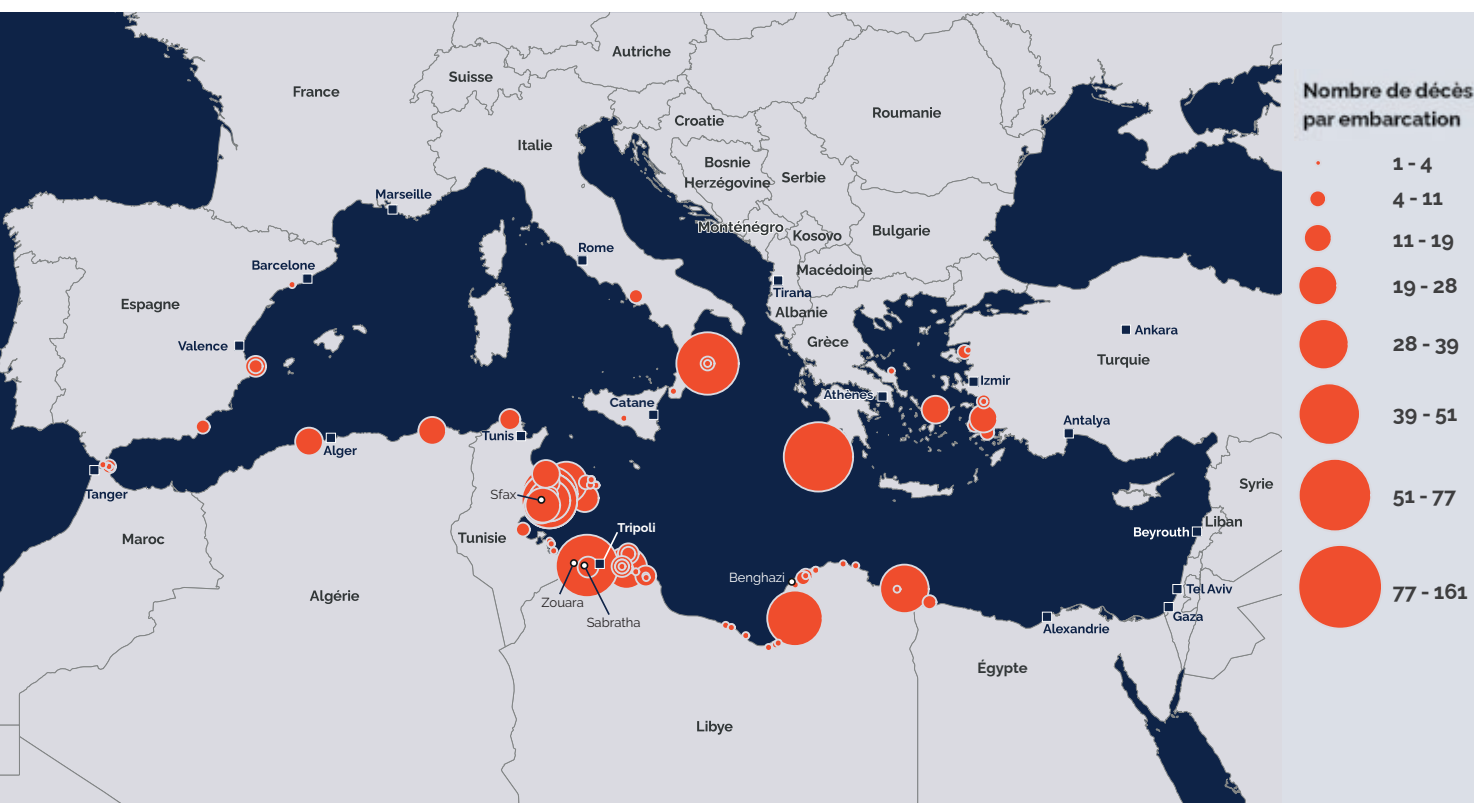 Autriche
Suisse
France
Roumanie
Croatie
Italie
Bosnie
Herzégovine
Serbie
Marseille
Monténégro
Bulgarie
Kosovo
Rome
Barcelone
Macédoine
Tirana
Espagne
Albanie
Ankara
Valence
Grèce
Turquie
Izmir
Athènes
Catane
Antalya
Tunis
Alger
Syrie
Tanger
Sfax
Liban
Tripoli
Beyrouth
Maroc
Tunisie
Benghazi
Tel Aviv
Algérie
Zouara
Gaza
Sabratha
Alexandrie
Égypte
Libye
Nombre de décès
par embarcation
1 - 4
4 - 11
11 - 19
19 - 28
28 - 39
39 - 51
51 - 77
77 - 161